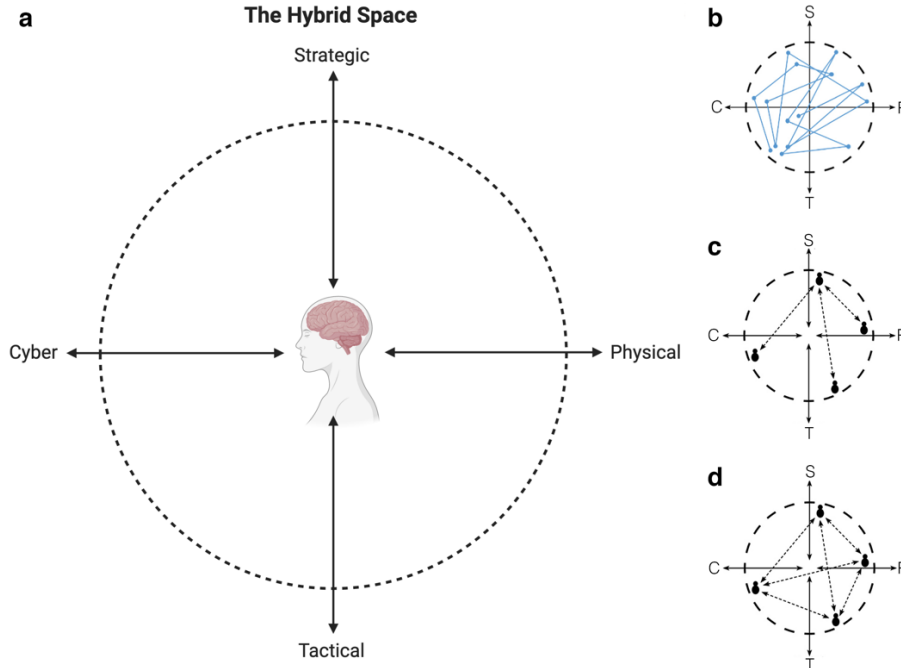 a
The Hybrid Space
Strategic
Cyber
Physical
Tactical
b
S
C
T
c
S
C
T
d
S
C
T